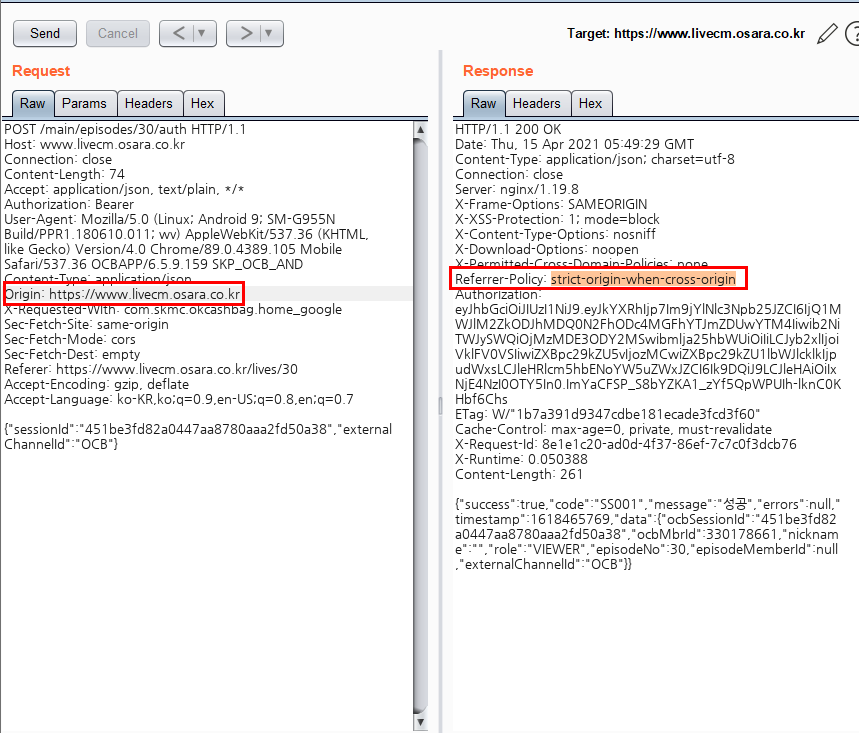 Send
Cancel
< | ▼
> | ▼
Target: https://www.livecm.osara.co.kr
Request
Raw
Params
Headers
Hex
POST /main/episodes/30/auth HTTP/1.1
Host: www.livecm.osara.co.kr
Connection: close
Content-Length: 74
Accept: application/json, text/plain, */*
Authorization: Bearer
User-Agent: Mozilla/5.0 (Linux; Android 9; SM-G955N
Build/PPR1.180610.011; wv) AppleWebKit/537.36 (KHTML,
like Gecko) Version/4.0 Chrome/89.0.4389.105 Mobile
Safari/537.36 OCBAPP/6.5.9.159 SKP_OCB_AND
Content-Type: application/json
Origin: https://www.livecm.osara.co.kr
X-Requested-With: com.skmc.okcashbag.home_google
Sec-Fetch-Site: same-origin
Sec-Fetch-Mode: cors
Sec-Fetch-Dest: empty
Referer: https://www.livecm.osara.co.kr/lives/30
Accept-Encoding: gzip, deflate
Accept-Language: ko-KR,ko;q=0.9,en-US;q=0.8,en;q=0.7
{"sessionId":"451be3fd82a0447aa8780aaa2fd50a38","external
ChannelId":"OCB"}
Response
Raw
Headers
Hex
HTTP/1.1 200 OK
Date: Thu, 15 Apr 2021 05:49:29 GMT
Content-Type: application/json; charset=utf-8
Connection: close
Server: nginx/1.19.8
X-Frame-Options: SAMEORIGIN
X-XSS-Protection: 1; mode=block
X-Content-Type-Options: nosniff
X-Download-Options: noopen
X-Permitted-Cross-Domain-Policies: none
Referrer-Policy: strict-origin-when-cross-origin
Authorization:
ETag: W/"1b7a391d9347cdbe181ecade3fcd3f60"
Cache-Control: max-age=0, private, must-revalidate
X-Request-Id: 8e1e1c20-ad0d-4f37-86ef-7c7c0f3dcb76
X-Runtime: 0.050388
Content-Length: 261
{"success":true,"code":"SS001","message":"성공","errors":null,"
timestamp":1618465769,"data":{"ocbSessionId":"451be3fd82
a0447aa8780aaa2fd50a38","ocbMbrId":330178661,"nicknam
e":"","role":"VIEWER","episodeNo":30,"episodeMemberId":null
,"externalChannelId":"OCB"}}